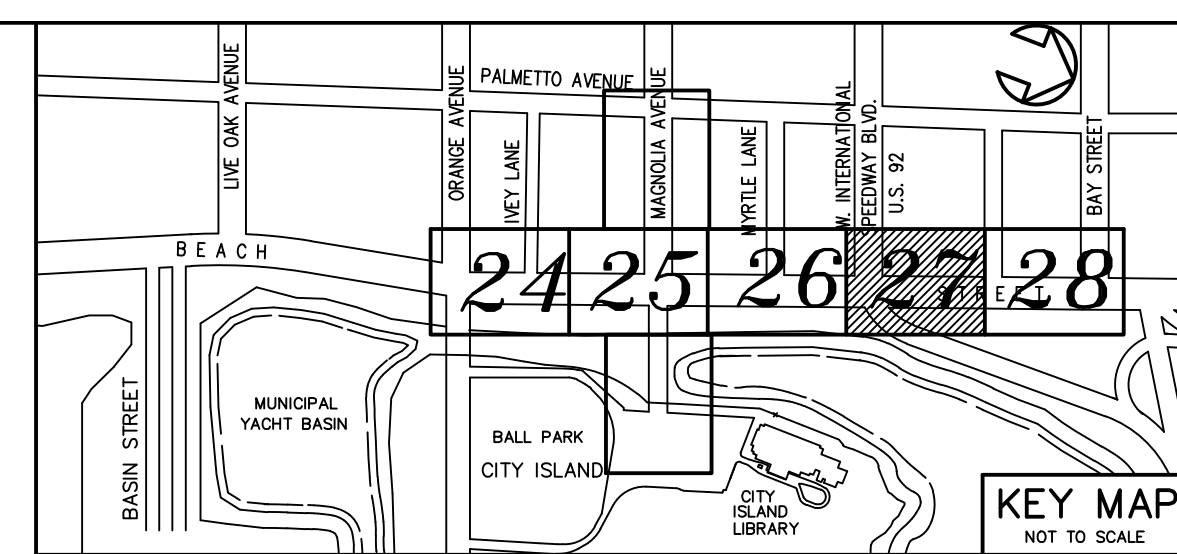 PALMETTO AVENUE
LIVE OAK AVENUE
ORANGE AVENUE
IVEY LANE
MAGNOLIA AVENUE
MYRTLE LANE
W. INTERNATIONAL
PEEDWAY BLVD.
U.S. 92
BAY STREET
BEACH
STREET
24
25
26
27
28
BASIN STREET
MUNICIPAL
YACHT BASIN
BALL PARK
CITY ISLAND
CITY
ISLAND
LIBRARY
KEY MAP
NOT TO SCALE